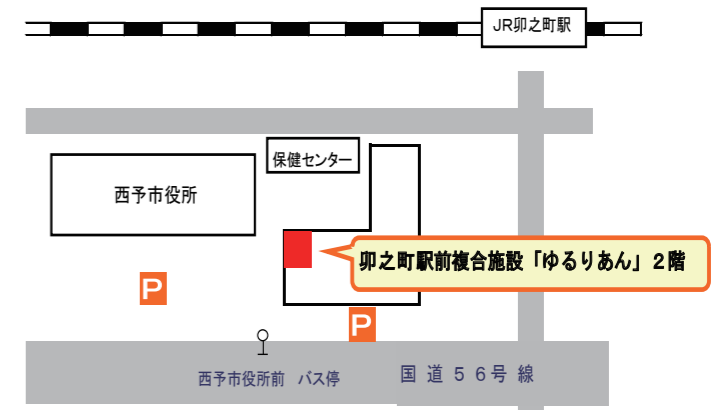 JR卯之町駅
保健センター
西予市役所
卯之町駅前複合施設「ゆるりあん」２階
P
P
西予市役所前 バス停
国道５６号線